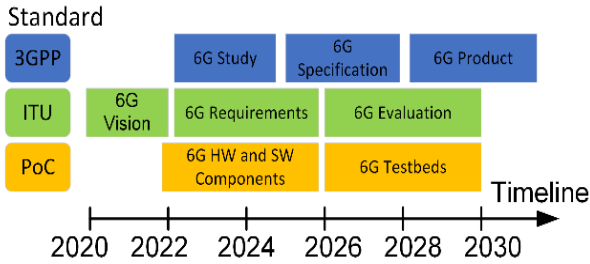 Standard
3GPP
6G Study
6G
Specification
6G Product
ITU
6G
Vision
6G Requirements
6G Evaluation
PoC
6G HW and SW
Components
6G Testbeds
Timeline
2020 2022 2024 2026 2028 2030